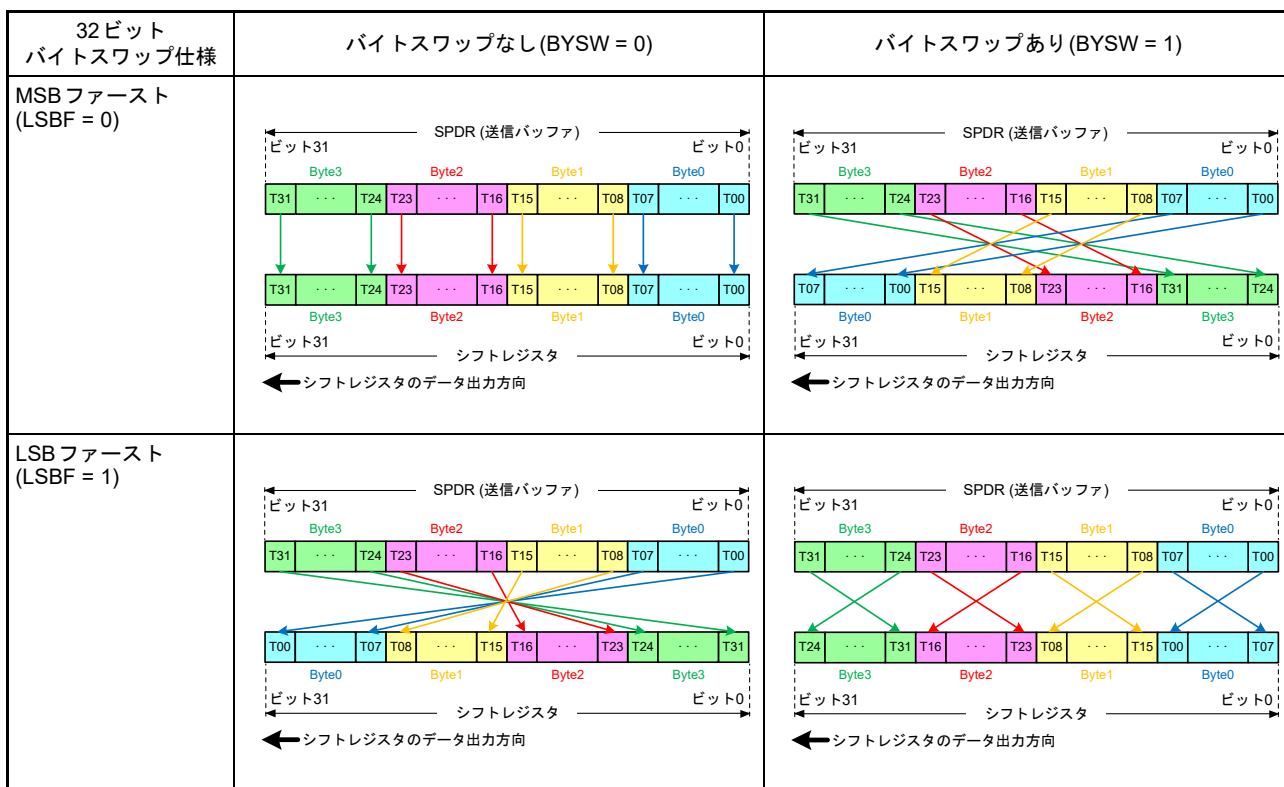 32ビット
バイトスワップ仕様
バイトスワップなし(BYSW = 0)
バイトスワップあり(BYSW = 1)
MSBファースト
(LSBF = 0)
SPDR (送信バッファ)
ビット31 ビット0
Byte3 Byte2 Byte1 Byte0
T31 ··· T24 T23 ··· T16 T15 ··· T08 T07 ··· T00
T31 ··· T24 T23 ··· T16 T15 ··· T08 T07 ··· T00
Byte3 Byte2 Byte1 Byte0
ビット31 ビット0
シフトレジスタ
シフトレジスタのデータ出力方向
SPDR (送信バッファ)
ビット31 ビット0
Byte3 Byte2 Byte1 Byte0
T31 ··· T24 T23 ··· T16 T15 ··· T08 T07 ··· T00
T07 ··· T00 T15 ··· T08 T23 ··· T16 T31 ··· T24
Byte0 Byte1 Byte2 Byte3
ビット31 ビット0
シフトレジスタ
シフトレジスタのデータ出力方向
LSBファースト
(LSBF = 1)
SPDR (送信バッファ)
ビット31 ビット0
Byte3 Byte2 Byte1 Byte0
T31 ··· T24 T23 ··· T16 T15 ··· T08 T07 ··· T00
T00 ··· T07 T08 ··· T15 T16 ··· T23 T24 ··· T31
Byte0 Byte1 Byte2 Byte3
ビット31 ビット0
シフトレジスタ
シフトレジスタのデータ出力方向
SPDR (送信バッファ)
ビット31 ビット0
Byte3 Byte2 Byte1 Byte0
T31 ··· T24 T23 ··· T16 T15 ··· T08 T07 ··· T00
T24 ··· T31 T16 ··· T23 T08 ··· T15 T00 ··· T07
Byte3 Byte2 Byte1 Byte0
ビット31 ビット0
シフトレジスタ
シフトレジスタのデータ出力方向